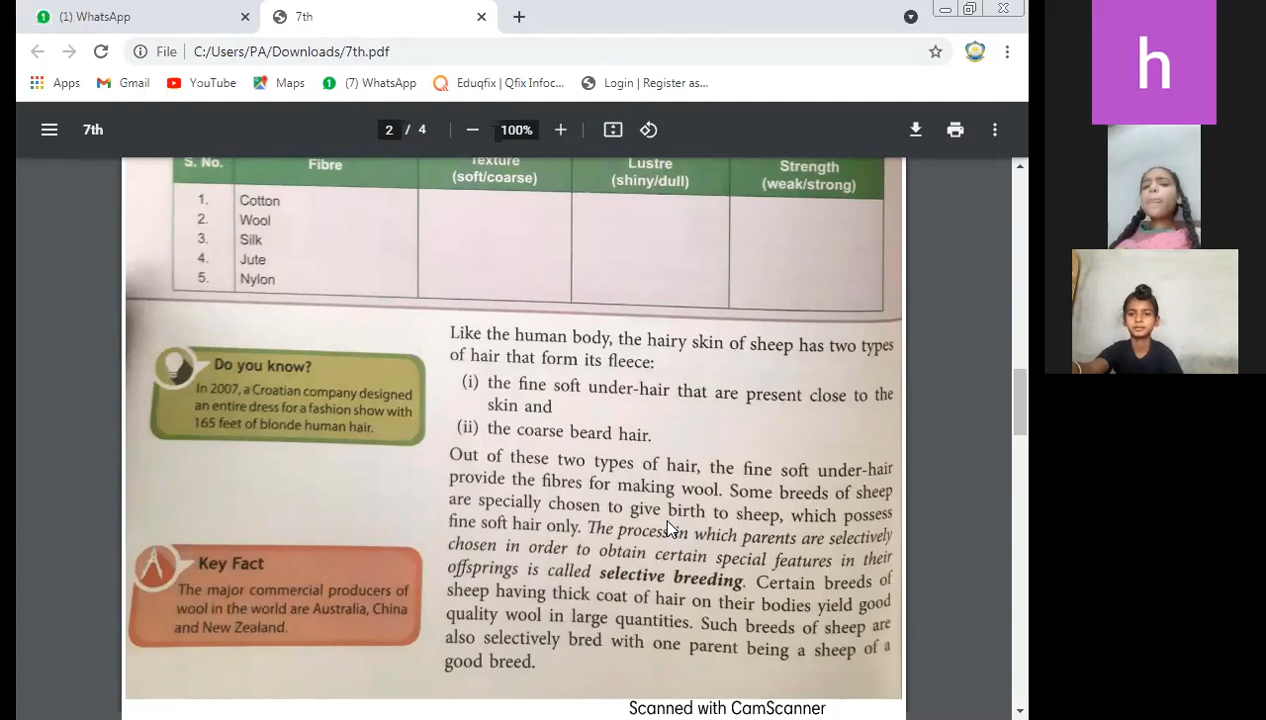 (1) WhatsApp
7th
File
C:/Users/PA/Downloads/7th.pdf
Apps
Gmail
YouTube
Maps
(7) WhatsApp
Eduqfix | Qfix Infoc...
Login | Register as...
7th
2 / 4
100%
S. No.
Fibre
Texture
(soft/coarse)
Lustre
(shiny/dull)
Strength
(weak/strong)
1. Cotton
2. Wool
3. Silk
4. Jute
5. Nylon
Do you know?
In 2007, a Croatian company designed
an entire dress for a fashion show with
165 feet of blonde human hair.
Key Fact
The major commercial producers of
wool in the world are Australia, China
and New Zealand.
Like the human body, the hairy skin of sheep has two types
of hair that form its fleece:
(i) the fine soft under-hair that are present close to the
skin and
(ii) the coarse beard hair.
Out of these two types of hair, the fine soft under-hair
provide the fibres for making wool. Some breeds of sheep
are specially chosen to give birth to sheep, which possess
fine soft hair only. The process in which parents are selectively
chosen in order to obtain certain special features in their
offsprings is called selective breeding. Certain breeds of
sheep having thick coat of hair on their bodies yield good
quality wool in large quantities. Such breeds of sheep are
also selectively bred with one parent being a sheep of a
good breed.
Scanned with CamScanner
h